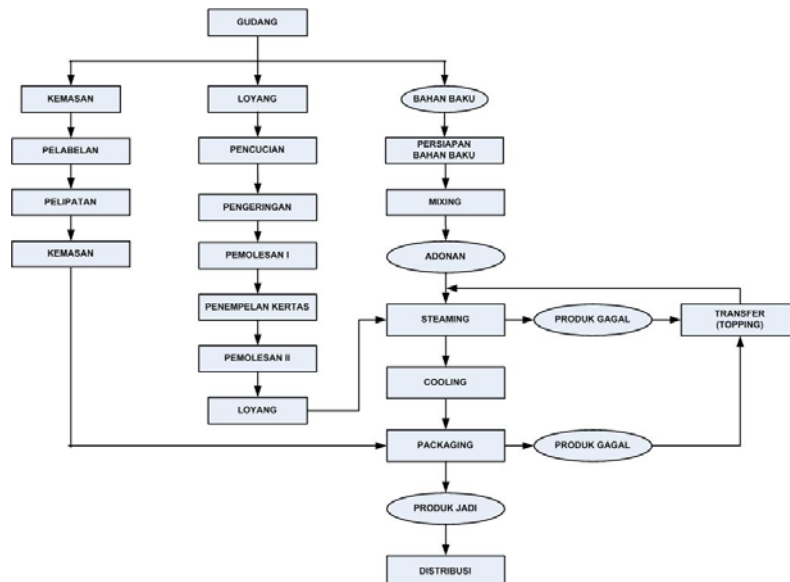 GUDANG
KEMASAN
LOYANG
BAHAN BAKU
PELABELAN
PENCUCIAN
PERSIAPAN
BAHAN BAKU
PELIPATAN
PENGERINGAN
MIXING
KEMASAN
PEMOLESAN I
ADONAN
PENEMPELAN KERTAS
STEAMING
PRODUK GAGAL
TRANSFER
(TOPPING)
PEMOLESAN II
COOLING
LOYANG
PACKAGING
PRODUK GAGAL
PRODUK JADI
DISTRIBUSI